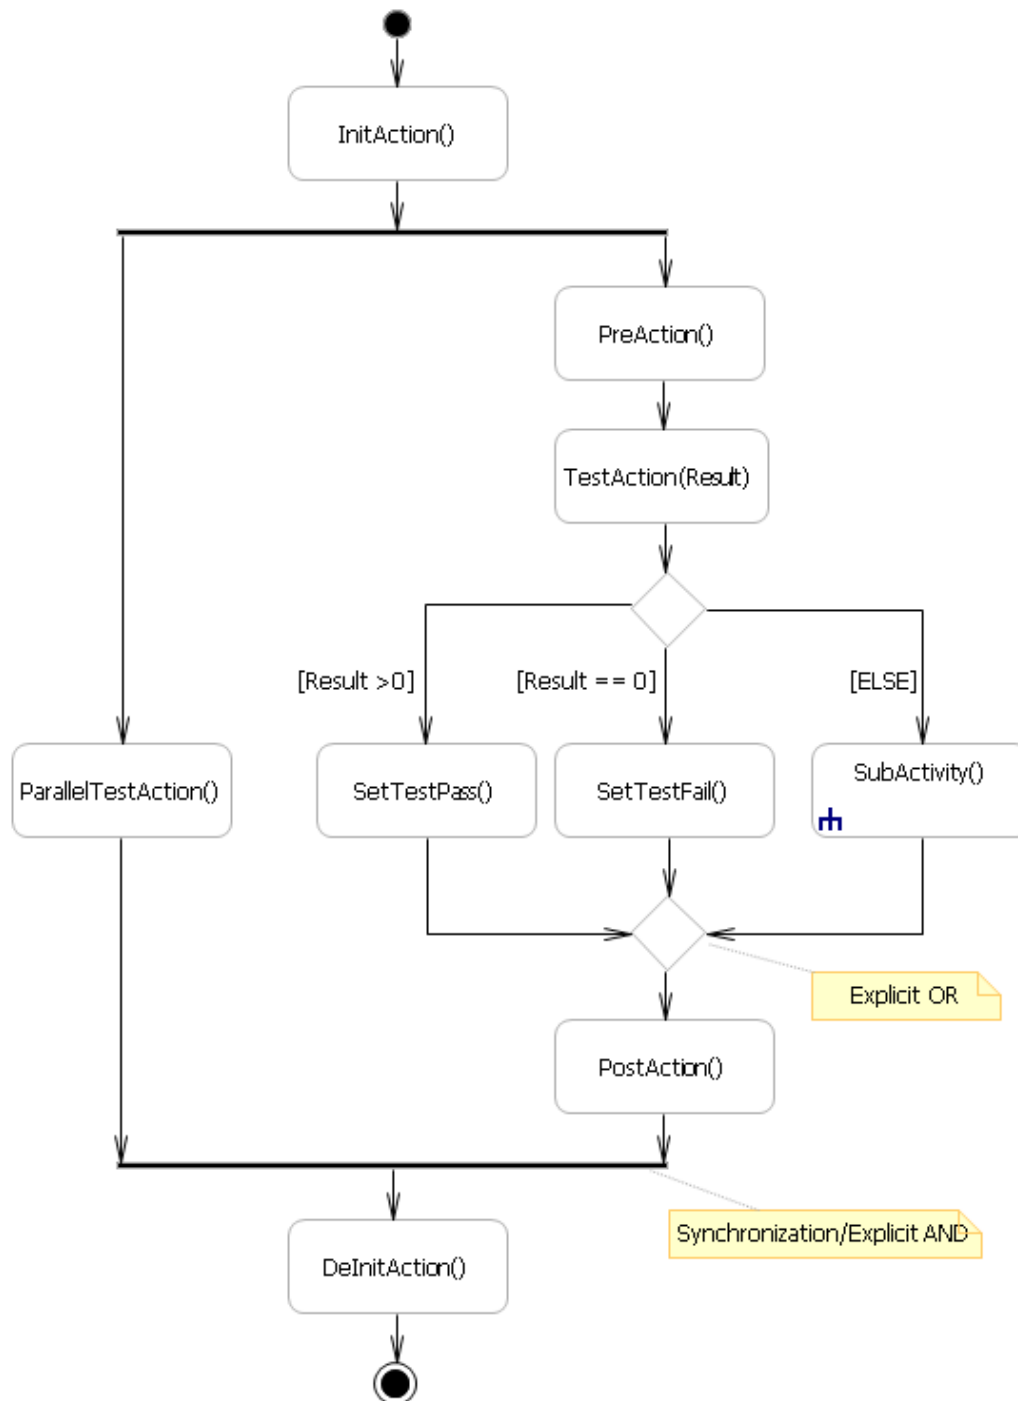 InitAction()
PreAction()
TestAction(Result)
[Result >0]
[Result == 0]
[ELSE]
ParallelTestAction()
SetTestPass()
SetTestFail()
SubActivity()
Explicit OR
PostAction()
Synchronization/Explicit AND
DeInitAction()